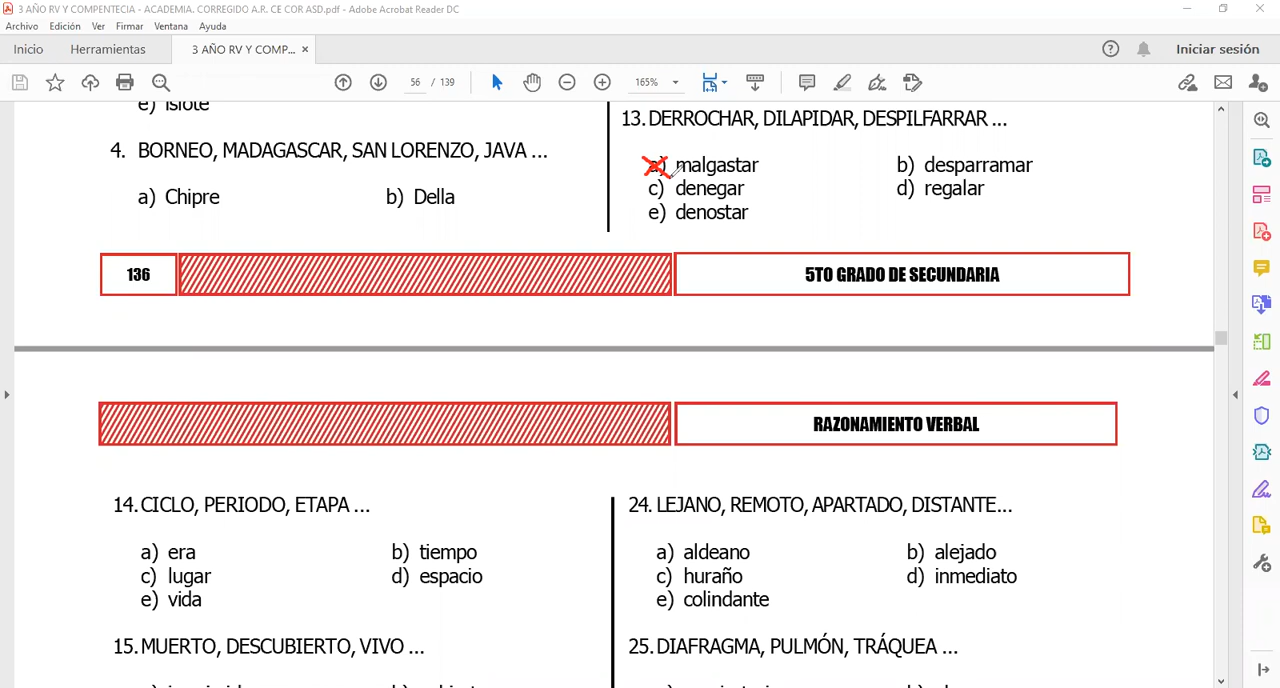 3 AÑO RV Y COMPENTECIA - ACADEMIA. CORREGIDO A.R. CE COR ASD.pdf - Adobe Acrobat Reader DC
Archivo Edición Ver Firmar Ventana Ayuda
Inicio Herramientas 3 AÑO RV Y COMP... × Iniciar sesión
56 / 139 165%
e) islote
4. BORNEO, MADAGASCAR, SAN LORENZO, JAVA ...
a) Chipre b) Della
13. DERROCHAR, DILAPIDAR, DESPILFARRAR ...
a) malgastar b) desparramar
c) denegar d) regalar
e) denostar
136 5TO GRADO DE SECUNDARIA
RAZONAMIENTO VERBAL
14. CICLO, PERIODO, ETAPA ...
a) era b) tiempo
c) lugar d) espacio
e) vida
15. MUERTO, DESCUBIERTO, VIVO ...
24. LEJANO, REMOTO, APARTADO, DISTANTE...
a) aldeano b) alejado
c) huraño d) inmediato
e) colindante
25. DIAFRAGMA, PULMÓN, TRÁQUEA ...